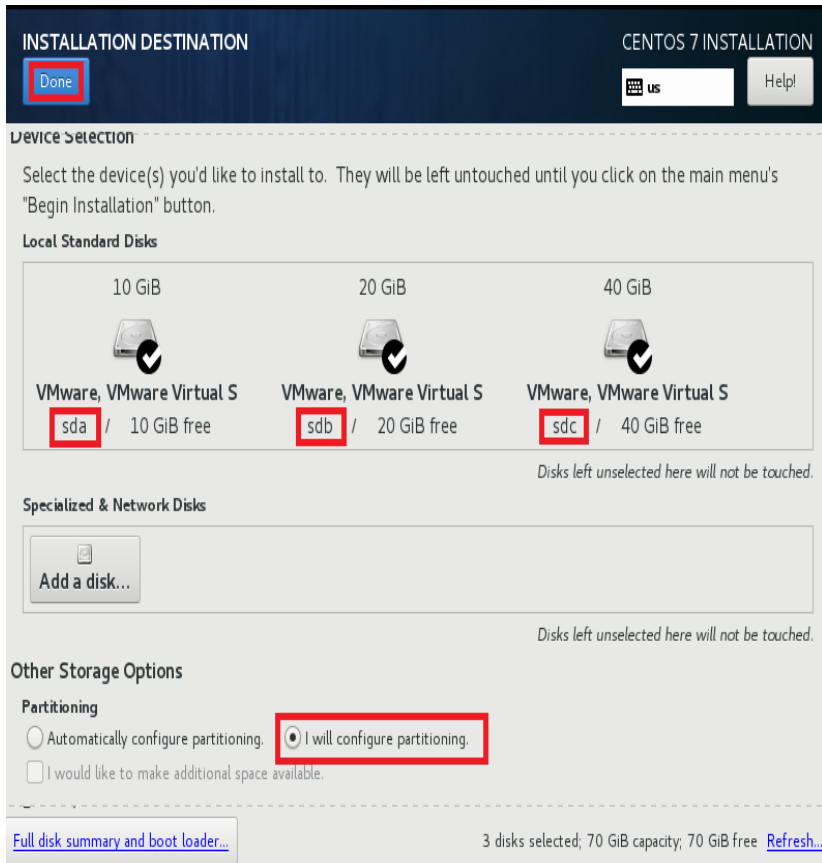 INSTALLATION DESTINATION
CENTOS 7 INSTALLATION
Done
us
Help!
Device Selection
Select the device(s) you'd like to install to. They will be left untouched until you click on the main menu's
"Begin Installation" button.
Local Standard Disks
10 GiB 20 GiB 40 GiB
VMware, VMware Virtual S VMware, VMware Virtual S VMware, VMware Virtual S
sda / 10 GiB free sdb / 20 GiB free sdc / 40 GiB free
Disks left unselected here will not be touched.
Specialized & Network Disks
Add a disk...
Disks left unselected here will not be touched.
Other Storage Options
Partitioning
Automatically configure partitioning. I will configure partitioning.
I would like to make additional space available.
Full disk summary and boot loader... 3 disks selected; 70 GiB capacity; 70 GiB free Refresh...